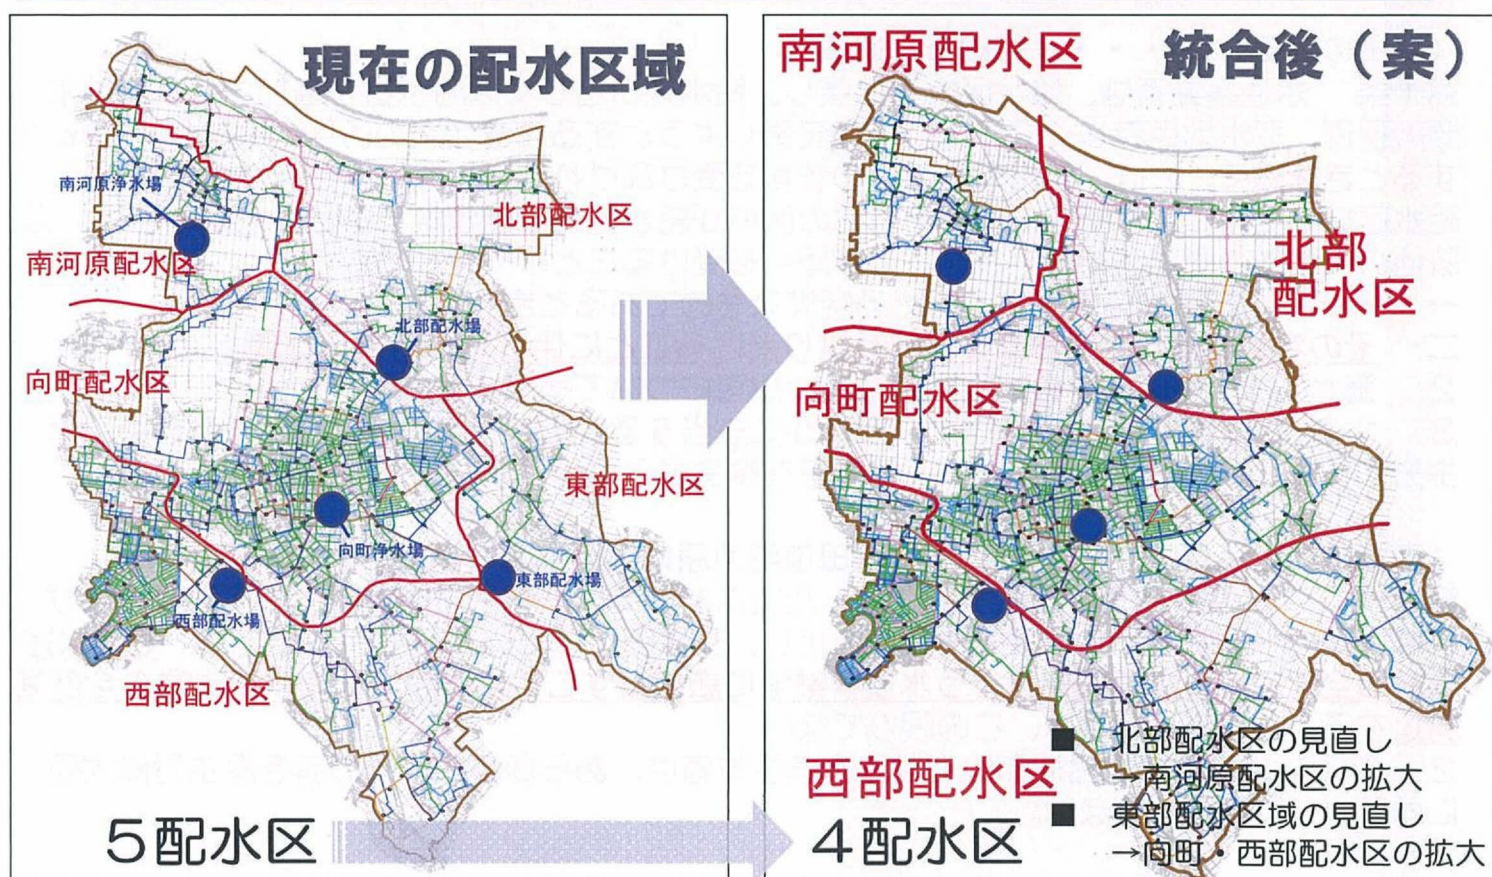 現在の配水区域
南河原浄水場
北部配水区
南河原配水区
北部配水場
向町配水区
東部配水区
向町浄水場
東部配水場
西部配水場
西部配水区
5配水区
南河原配水区
統合後（案）
北部
配水区
向町配水区
西部配水区
4配水区
■ 北部配水区の見直し
→南河原配水区の拡大
■ 東部配水区域の見直し
→向町・西部配水区の拡大